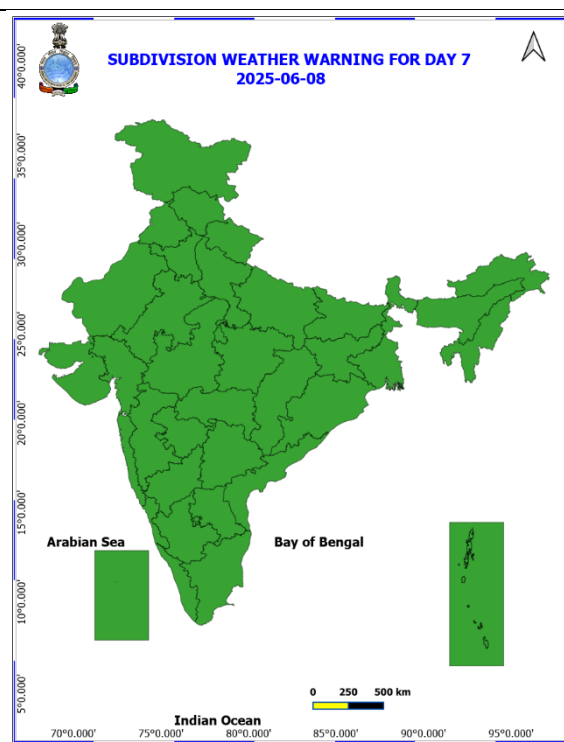 SUBDIVISION WEATHER WARNING FOR DAY 7
2025-06-08
40°0.000'
35°0.000'
30°0.000'
25°0.000'
20°0.000'
15°0.000'
10°0.000'
5°0.000'
Arabian Sea
Bay of Bengal
0 250 500 km
Indian Ocean
70°0.000' 75°0.000' 80°0.000' 85°0.000' 90°0.000' 95°0.000'